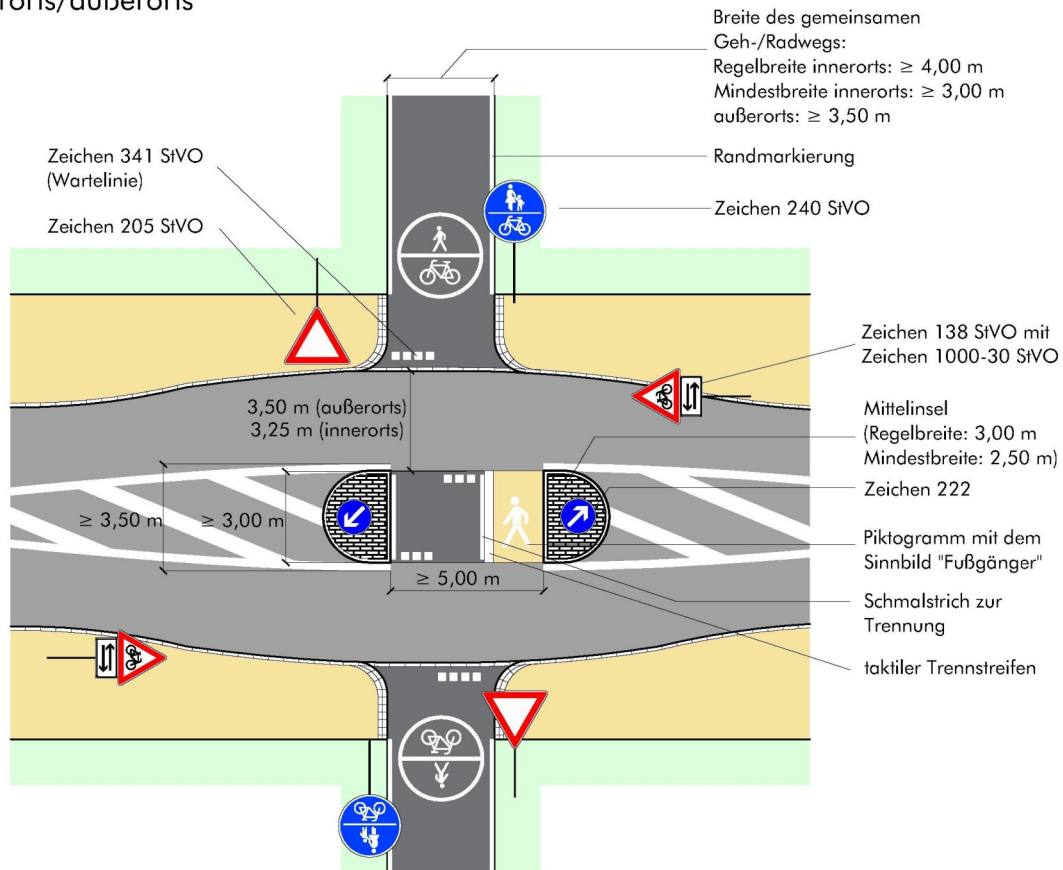 Breite des gemeinsamen
Geh-/Radwegs:
Regelbreite innerorts: ≥ 4,00 m
Mindestbreite innerorts: ≥ 3,00 m
außerorts: ≥ 3,50 m
Randmarkierung
Zeichen 240 StVO
Zeichen 341 StVO
(Wartelinie)
Zeichen 205 StVO
Zeichen 138 StVO mit
Zeichen 1000-30 StVO
3,50 m (außerorts)
3,25 m (innerorts)
Mittelinsel
(Regelbreite: 3,00 m
Mindestbreite: 2,50 m)
Zeichen 222
≥ 3,50 m
≥ 3,00 m
≥ 5,00 m
Piktogramm mit dem
Sinnbild "Fußgänger"
Schmalstrich zur
Trennung
taktiler Trennstreifen